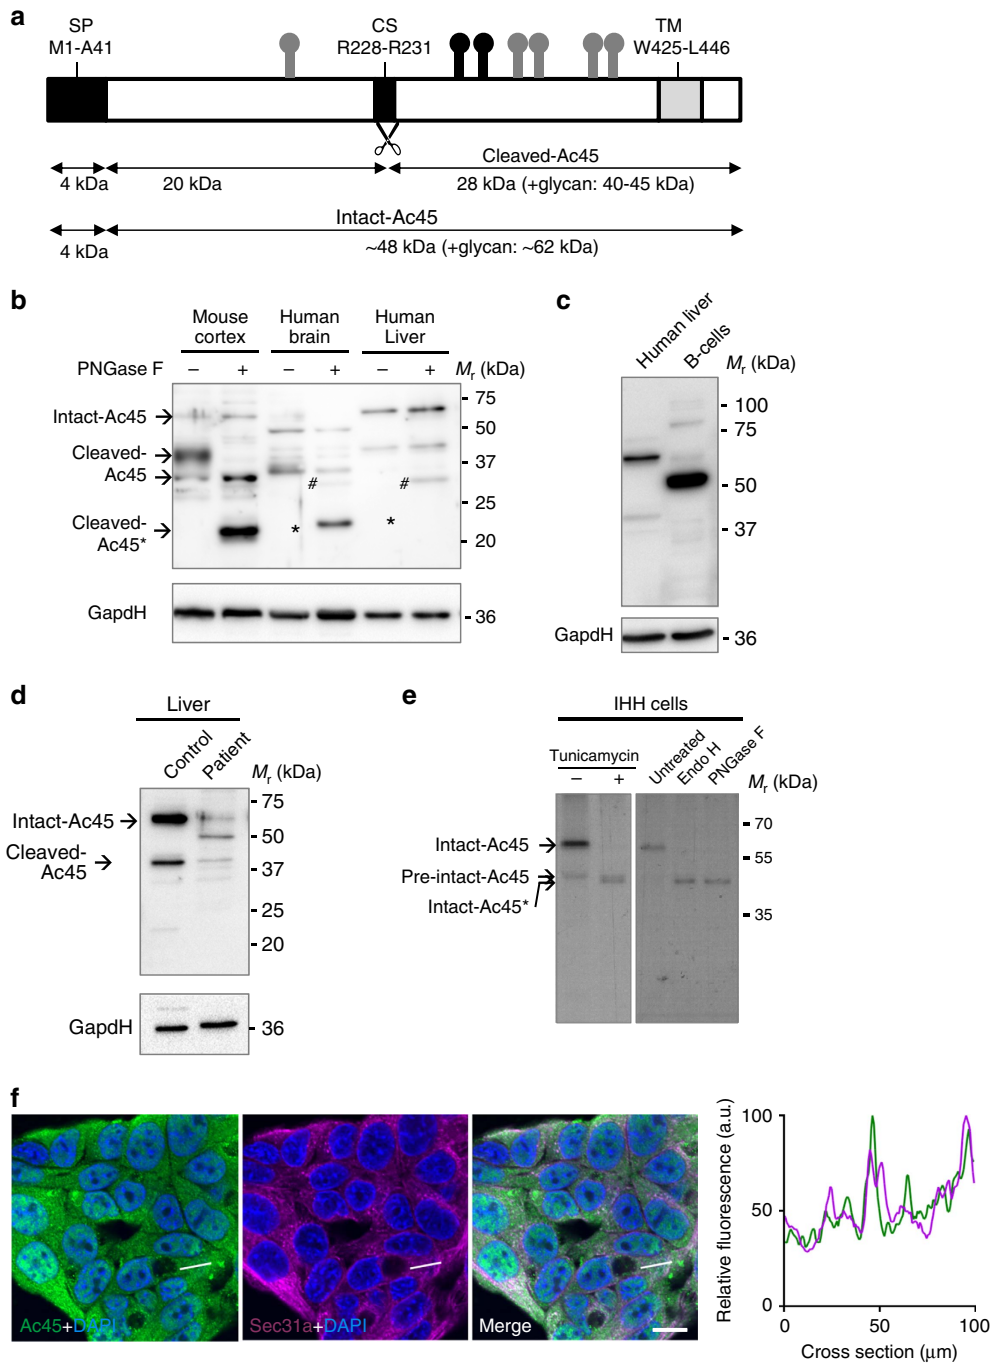 a
SP
M1-A41
CS
R228-R231
TM
W425-L446
Cleaved-Ac45
4 kDa
20 kDa
28 kDa (+glycan: 40-45 kDa)
Intact-Ac45
4 kDa
~48 kDa (+glycan: ~62 kDa)
b
Mouse
cortex
Human
brain
Human
Liver
PNGase F
− + − + − +
Mr (kDa)
Intact-Ac45
Cleaved-
Ac45
Cleaved-
Ac45*
#
#
*
*
75
50
37
25
20
GapdH
36
c
Human liver
B-cells
Mr (kDa)
100
75
50
37
GapdH
36
d
Liver
Control
Patient
Mr (kDa)
Intact-Ac45
Cleaved-
Ac45
75
50
37
25
20
GapdH
36
e
IHH cells
Tunicamycin
− +
Untreated
Endo H
PNGase F
Mr (kDa)
Intact-Ac45
Pre-intact-Ac45
Intact-Ac45*
70
55
35
f
Ac45+DAPI
Sec31a+DAPI
Merge
Relative fluorescence (a.u.)
100
50
0
0 50 100
Cross section (μm)